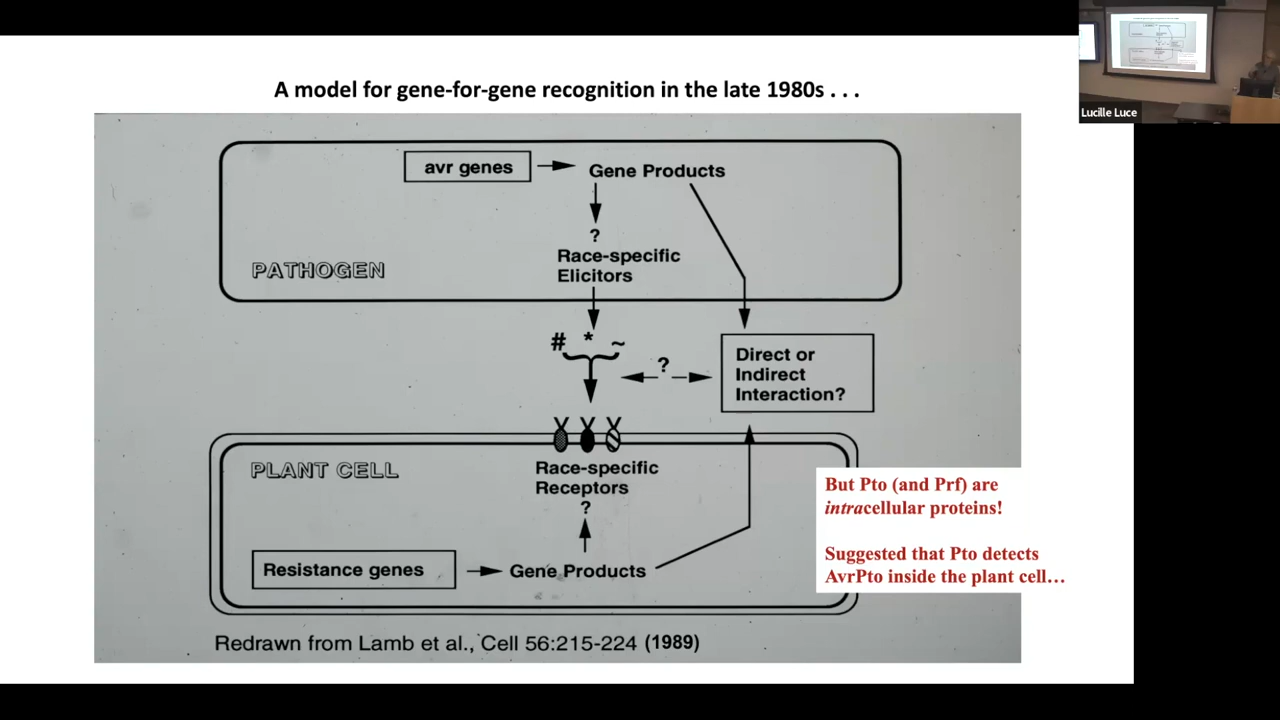 A model for gene-for-gene recognition in the late 1980s . . .
Lucille Luce
avr genes
Gene Products
?
Race-specific
Elicitors
PATHOGEN
# * ~
?
Direct or
Indirect
Interaction?
PLANT CELL
Race-specific
Receptors
?
Resistance genes
Gene Products
But Pto (and Prf) are
intracellular proteins!
Suggested that Pto detects
AvrPto inside the plant cell…
Redrawn from Lamb et al., Cell 56:215-224 (1989)